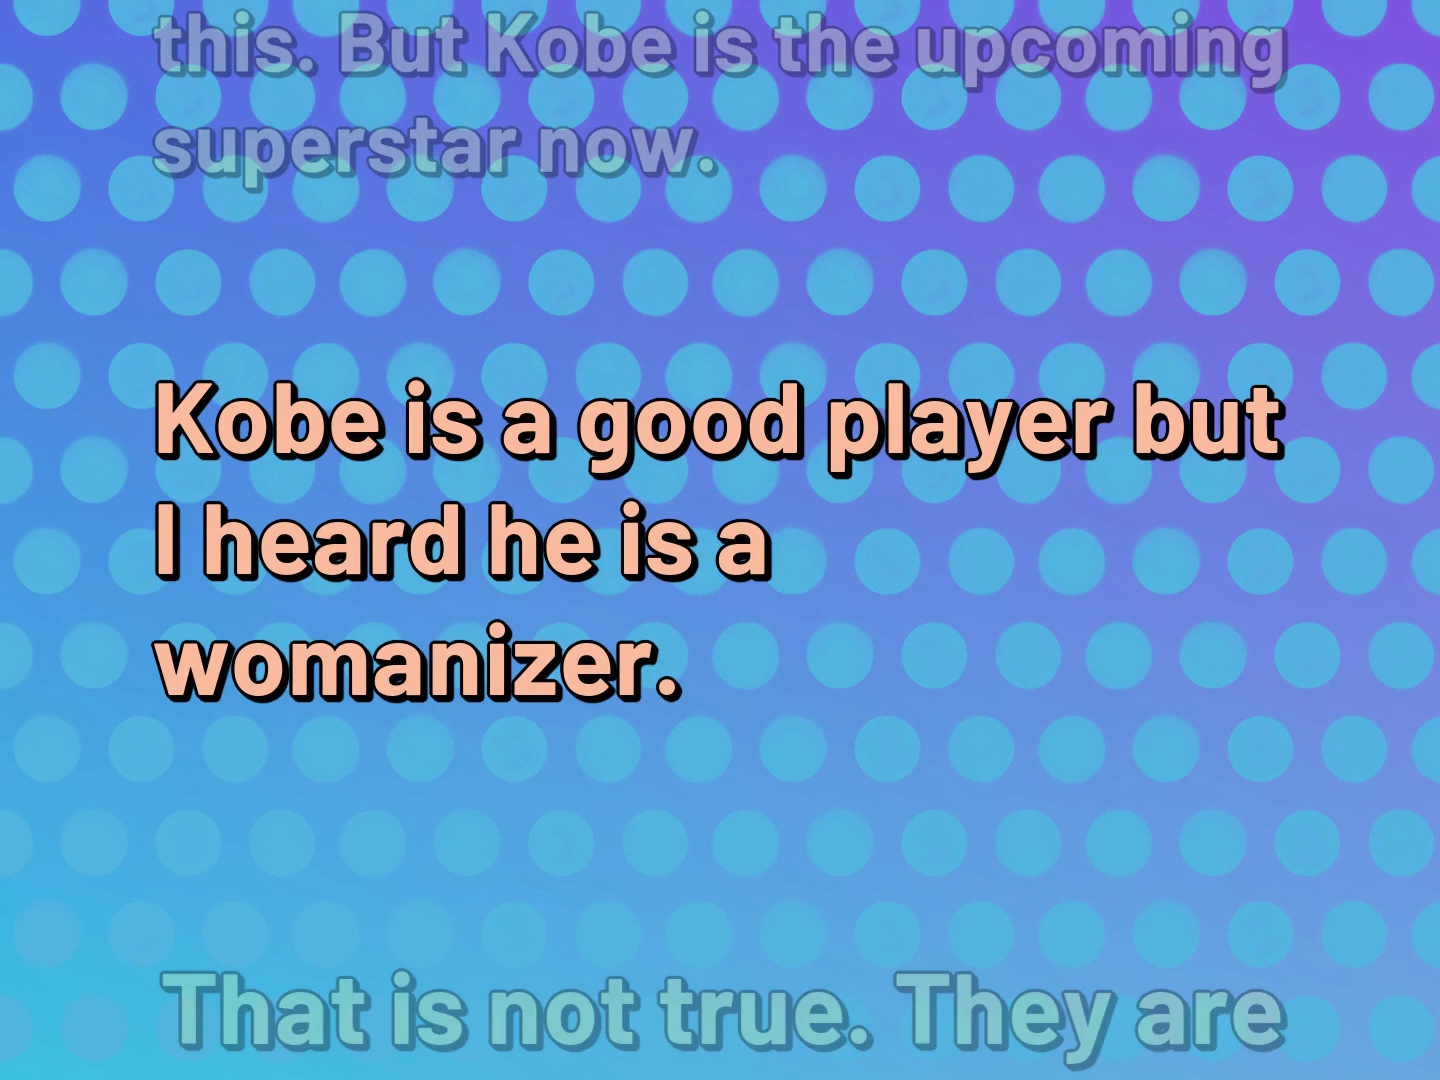 this. But Kobe is the upcoming
superstar now.
Kobe is a good player but
I heard he is a
womanizer.
That is not true. They are